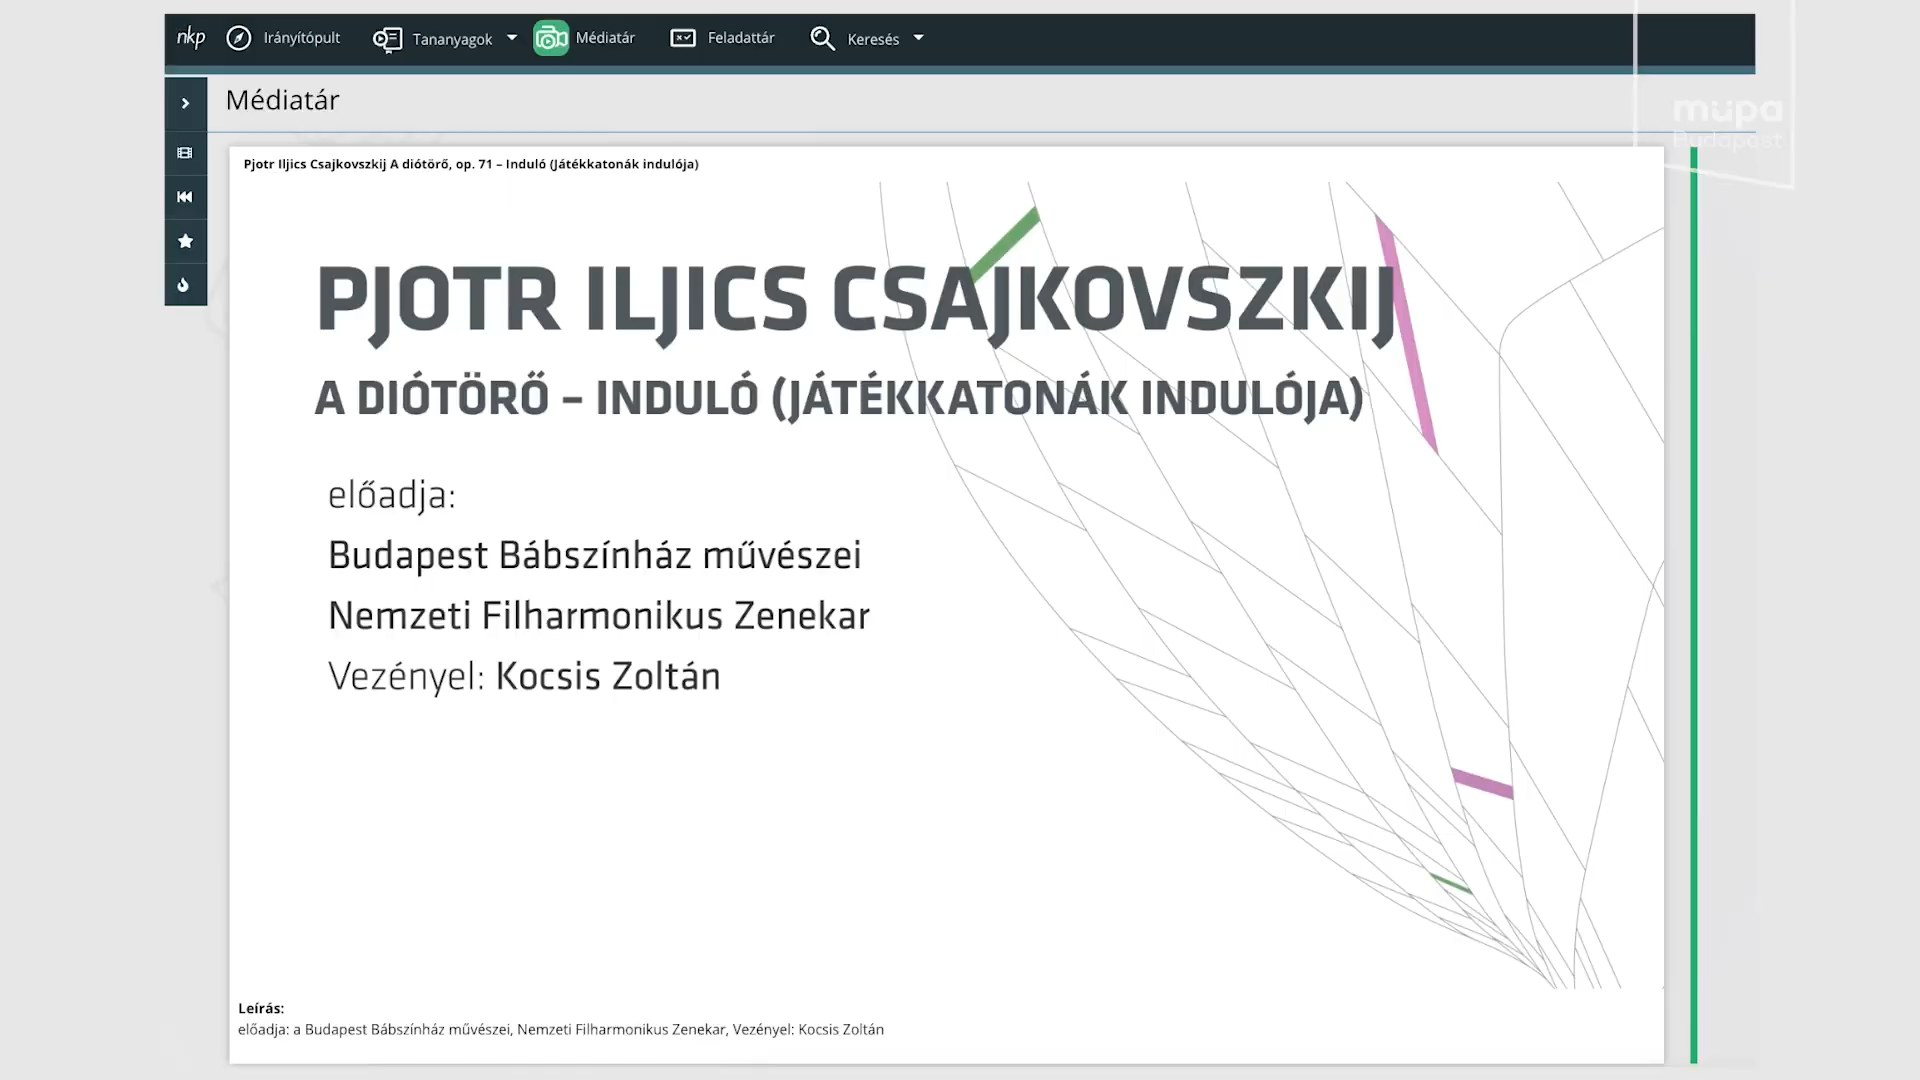 nkp Irányítópult Tananyagok Médiatár Feladattár Keresés
müpa
Budapest
Médiatár
Pjotr Iljics Csajkovszkij A diótörő, op. 71 – Induló (Játékkatonák indulója)
PJOTR ILJICS CSAJKOVSZKIJ
A DIÓTÖRŐ – INDULÓ (JÁTÉKKATONÁK INDULÓJA)
előadja:
Budapest Bábszínház művészei
Nemzeti Filharmonikus Zenekar
Vezényel: Kocsis Zoltán
Leírás:
előadja: a Budapest Bábszínház művészei, Nemzeti Filharmonikus Zenekar, Vezényel: Kocsis Zoltán